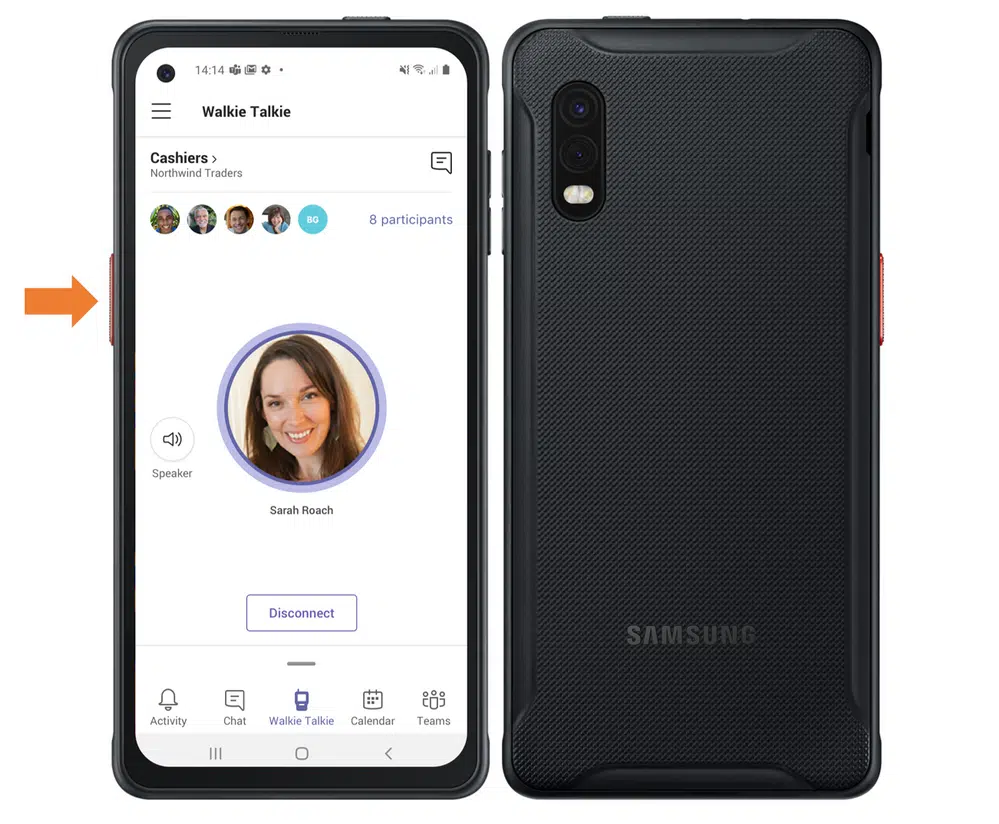 14:14
Walkie Talkie
Cashiers >
Northwind Traders
BG
8 participants
Speaker
Sarah Roach
Disconnect
Activity
Chat
Walkie Talkie
Calendar
Teams
SAMSUNG